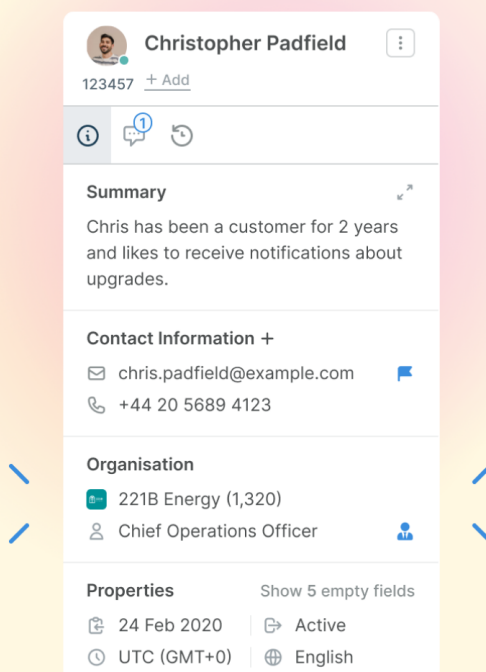 Christopher Padfield
123457 + Add
1
Summary
Chris has been a customer for 2 years
and likes to receive notifications about
upgrades.
Contact Information +
chris.padfield@example.com
+44 20 5689 4123
Organisation
221B Energy (1,320)
Chief Operations Officer
Properties Show 5 empty fields
24 Feb 2020 Active
UTC (GMT+0) English